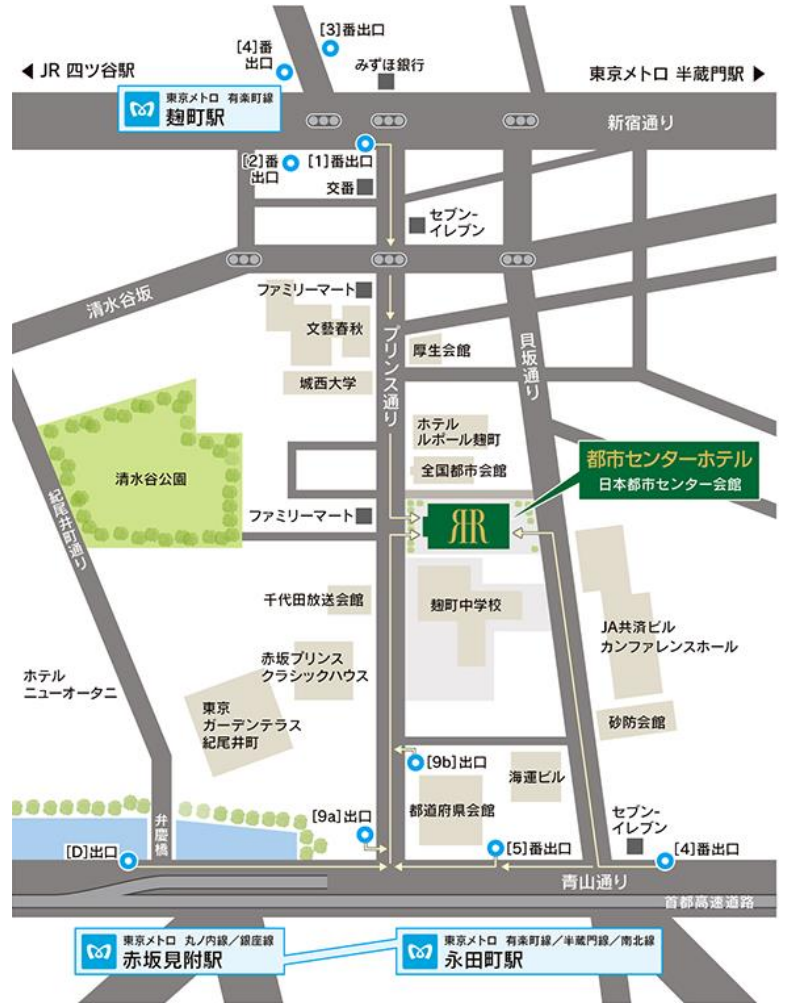 [3]番出口
[4]番
出口
みずほ銀行
◀ JR 四ツ谷駅
東京メトロ 半蔵門駅 ▶
東京メトロ 有楽町線
麹町駅
新宿通り
[2]番
出口
[1]番出口
交番
セブン-
イレブン
清水谷坂
ファミリーマート
文藝春秋
プリンス通り
厚生会館
貝坂通り
城西大学
ホテル
ルポール麹町
全国都市会館
都市センターホテル
日本都市センター会館
清水谷公園
紀尾井町通り
ファミリーマート
千代田放送会館
麹町中学校
JA共済ビル
カンファレンスホール
赤坂プリンス
クラシックハウス
ホテル
ニューオータニ
東京
ガーデンテラス
紀尾井町
砂防会館
[9b]出口
海運ビル
都道府県会館
[9a]出口
セブン-
イレブン
弁慶橋
[D]出口
[5]番出口
[4]番出口
青山通り
首都高速道路
東京メトロ 丸ノ内線／銀座線
赤坂見附駅
東京メトロ 有楽町線／半蔵門線／南北線
永田町駅